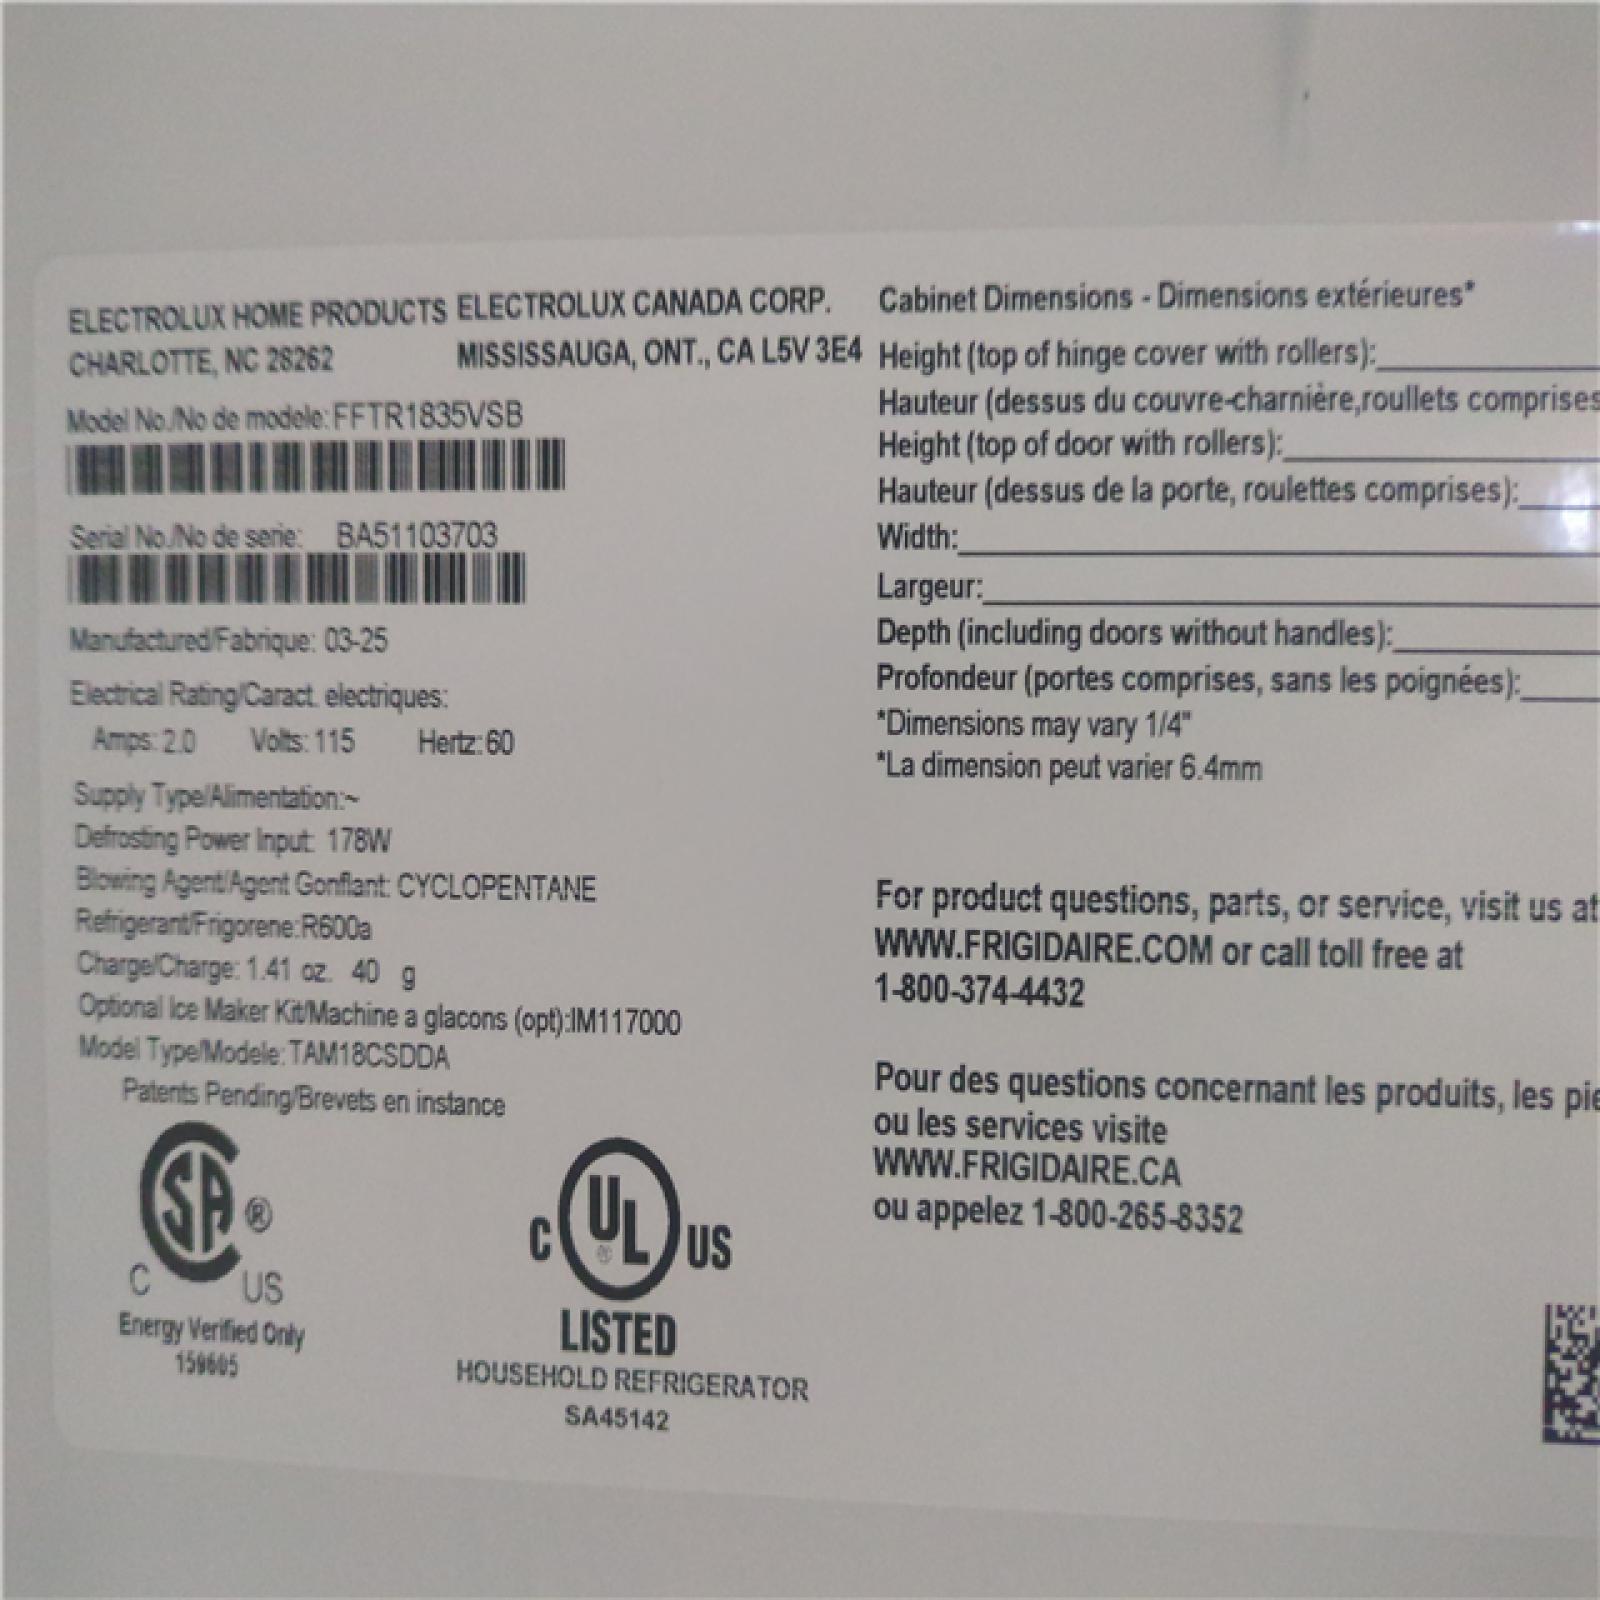 ELECTROLUX HOME PRODUCTS
CHARLOTTE, NC 28262
ELECTROLUX CANADA CORP.
MISSISSAUGA, ONT., CA L5V 3E4
Model No./No de modele: FFTR1835VSB
Serial No./No de serie: BA51103703
Manufactured/Fabrique: 03-25
Electrical Rating/Caract. electriques:
Amps: 2.0 Volts: 115 Hertz: 60
Supply Type/Alimentation:~
Defrosting Power Input: 178W
Blowing Agent/Agent Gonflant: CYCLOPENTANE
Refrigerant/Frigorene:R600a
Charge/Charge: 1.41 oz. 40 g
Optional Ice Maker Kit/Machine a glacons (opt):IM117000
Model Type/Modele: TAM18CSDDA
Patents Pending/Brevets en instance
SA ®
C US
Energy Verified Only
159605
C UL ® US
LISTED
HOUSEHOLD REFRIGERATOR
SA45142
Cabinet Dimensions - Dimensions extérieures*
Height (top of hinge cover with rollers):
Hauteur (dessus du couvre-charnière,roullets comprises
Height (top of door with rollers):
Hauteur (dessus de la porte, roulettes comprises):
Width:
Largeur:
Depth (including doors without handles):
Profondeur (portes comprises, sans les poignées):
*Dimensions may vary 1/4"
*La dimension peut varier 6.4mm
For product questions, parts, or service, visit us at
WWW.FRIGIDAIRE.COM or call toll free at
1-800-374-4432
Pour des questions concernant les produits, les pie
ou les services visite
WWW.FRIGIDAIRE.CA
ou appelez 1-800-265-8352